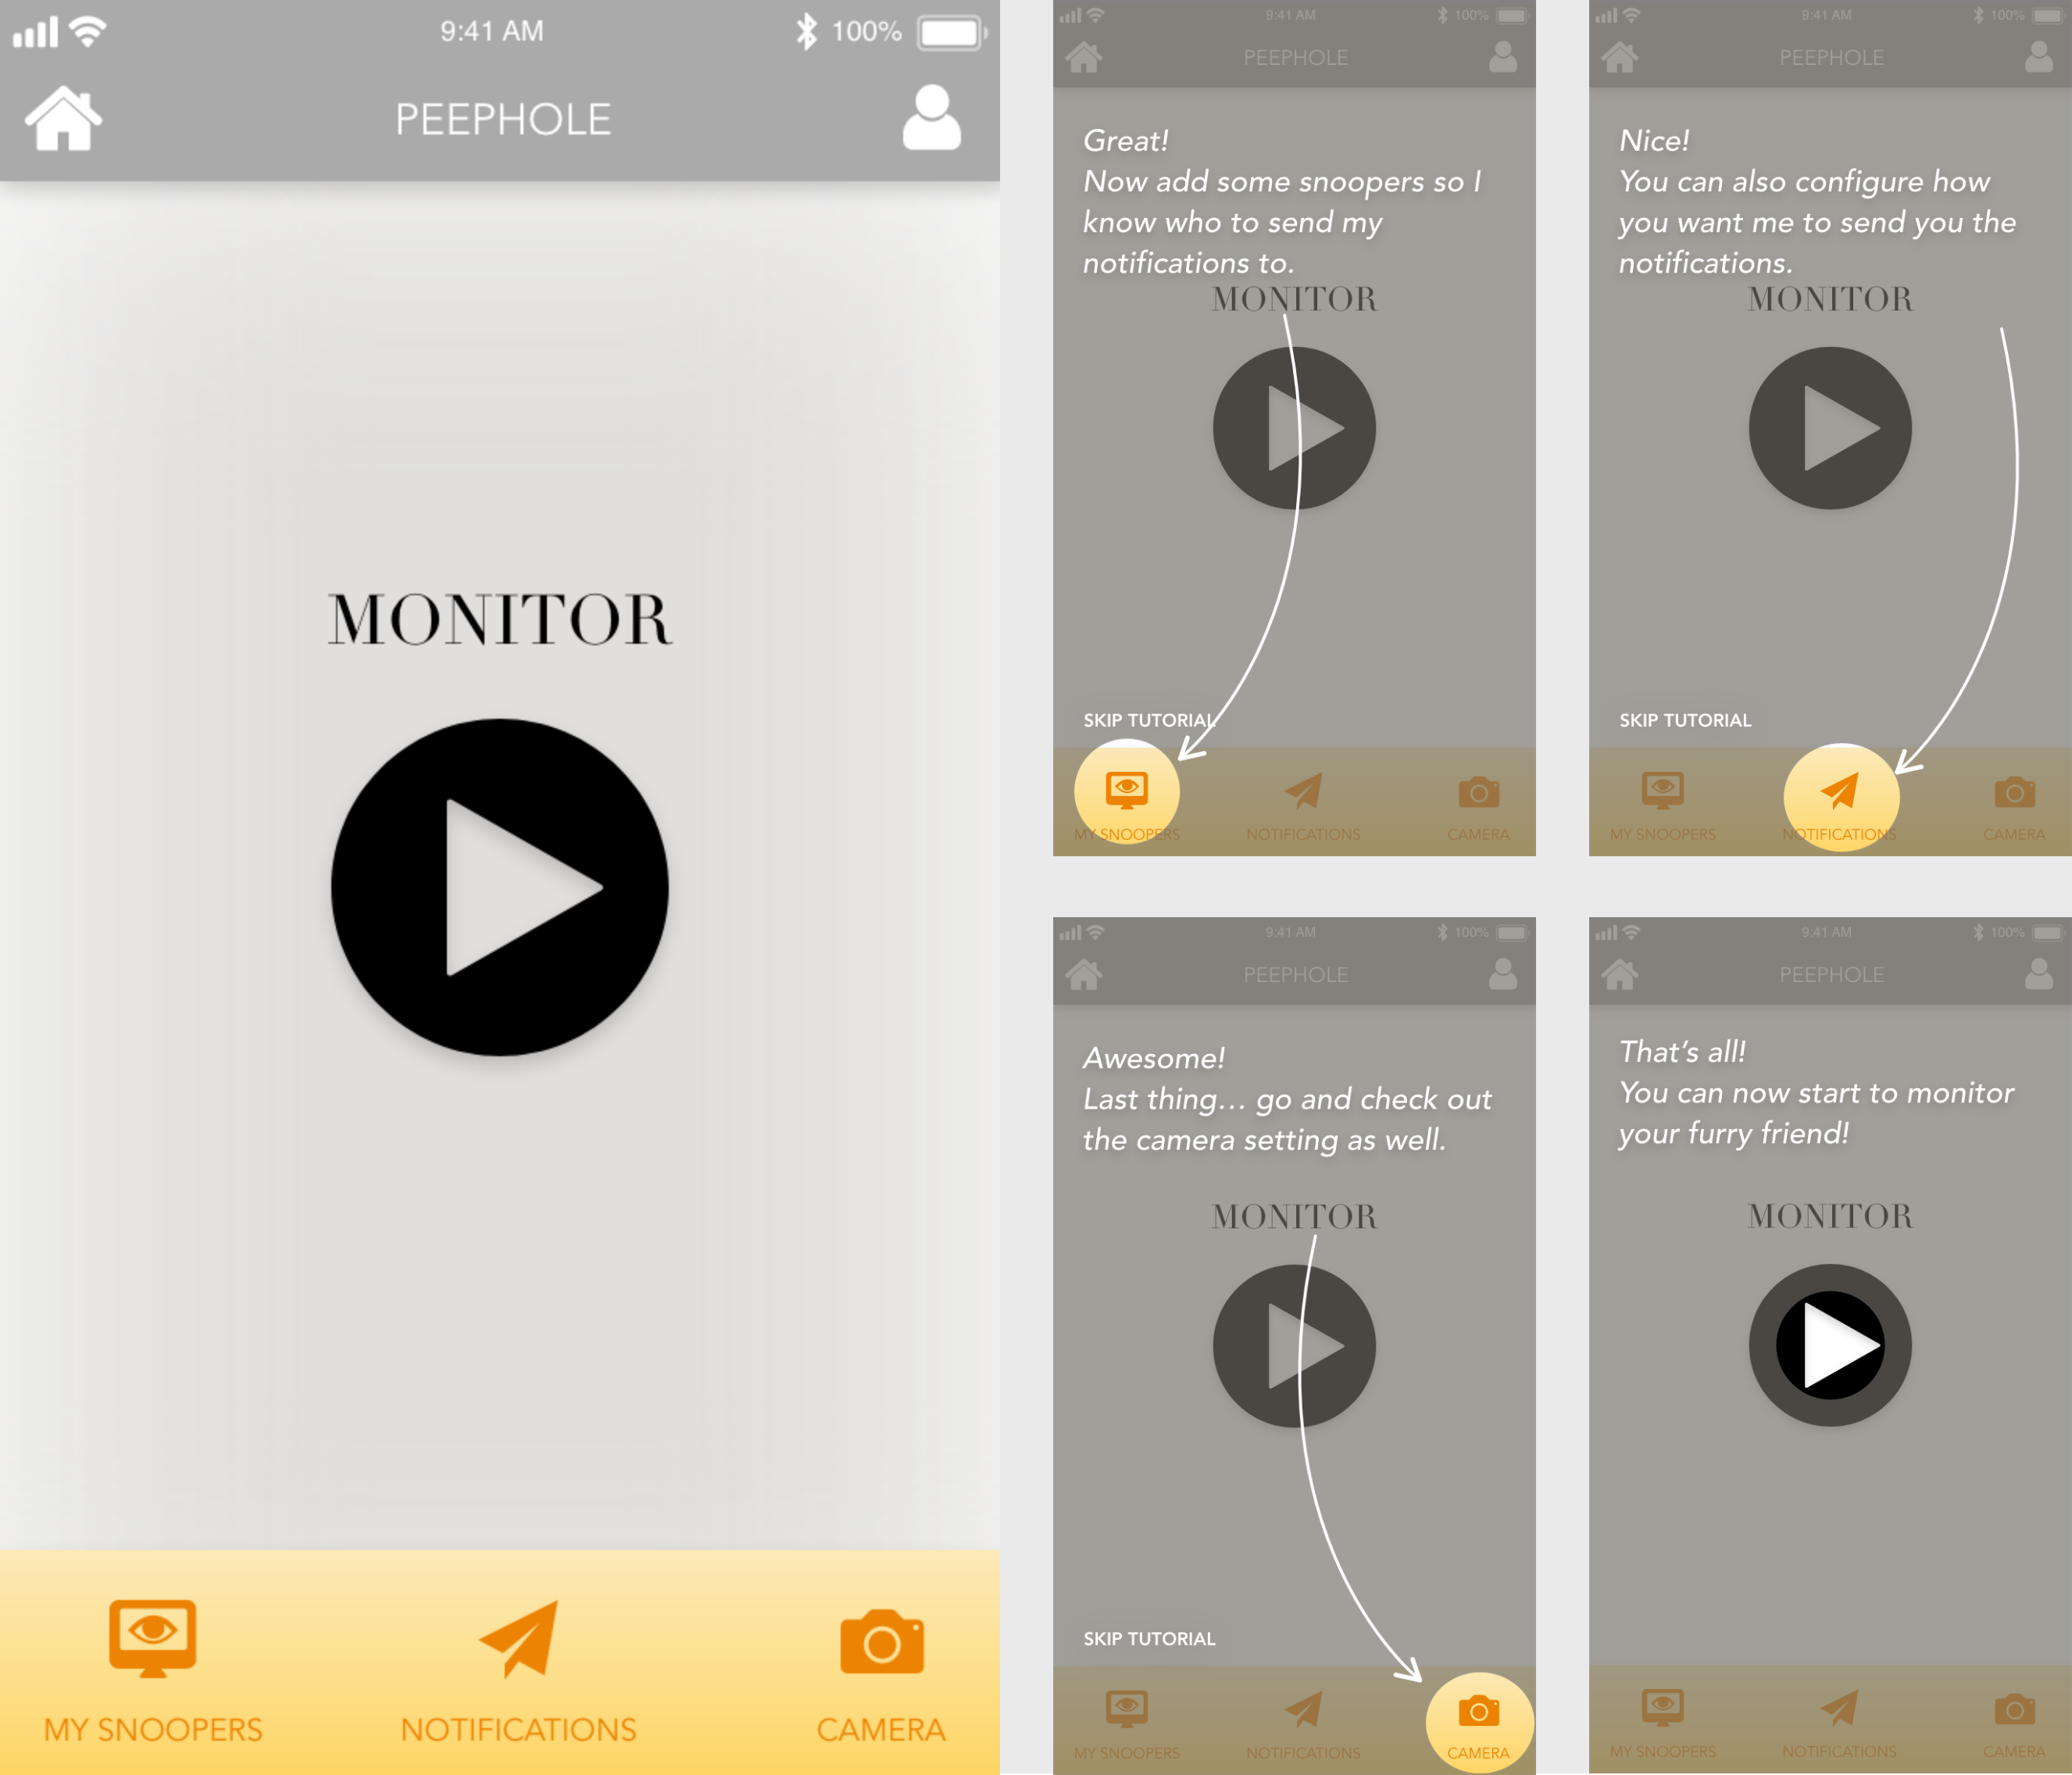 9:41 AM
100%
PEEPHOLE
MONITOR
MY SNOOPERS
NOTIFICATIONS
CAMERA
9:41 AM
100%
PEEPHOLE
Great!
Now add some snoopers so I
know who to send my
notifications to.
MONITOR
SKIP TUTORIAL
MY SNOOPERS
NOTIFICATIONS
CAMERA
9:41 AM
100%
PEEPHOLE
Nice!
You can also configure how
you want me to send you the
notifications.
MONITOR
SKIP TUTORIAL
MY SNOOPERS
NOTIFICATIONS
CAMERA
9:41 AM
100%
PEEPHOLE
Awesome!
Last thing... go and check out
the camera setting as well.
MONITOR
SKIP TUTORIAL
MY SNOOPERS
NOTIFICATIONS
CAMERA
9:41 AM
100%
PEEPHOLE
That's all!
You can now start to monitor
your furry friend!
MONITOR
MY SNOOPERS
NOTIFICATIONS
CAMERA